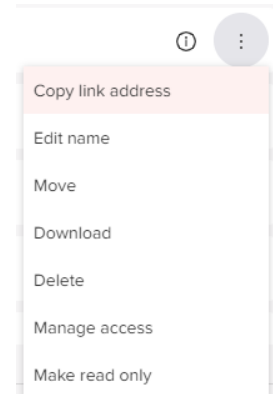 Copy link address
Edit name
Move
Download
Delete
Manage access
Make read only